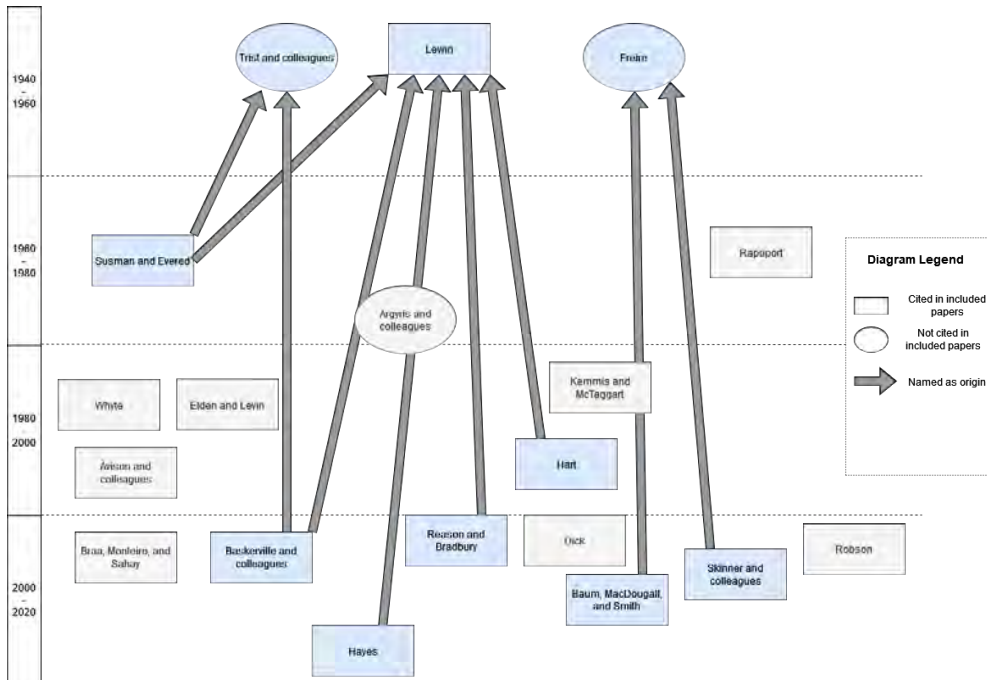 Trist and colleagues
Lewin
Freire
1940
-
1960
Susman and Evered
Rapoport
1960
-
1980
Diagram Legend
Cited in included
papers
Not cited in
included papers
Named as origin
Argyris and
colleagues
Whyte
Elden and Levin
Kemmis and
McTaggart
1980
-
2000
Avison and
colleagues
Hart
Braa, Monteiro, and
Sahay
Baskerville and
colleagues
Reason and
Bradbury
Dick
Robson
Skinner and
colleagues
Baum, MacDougall,
and Smith
2000
-
2020
Hayes